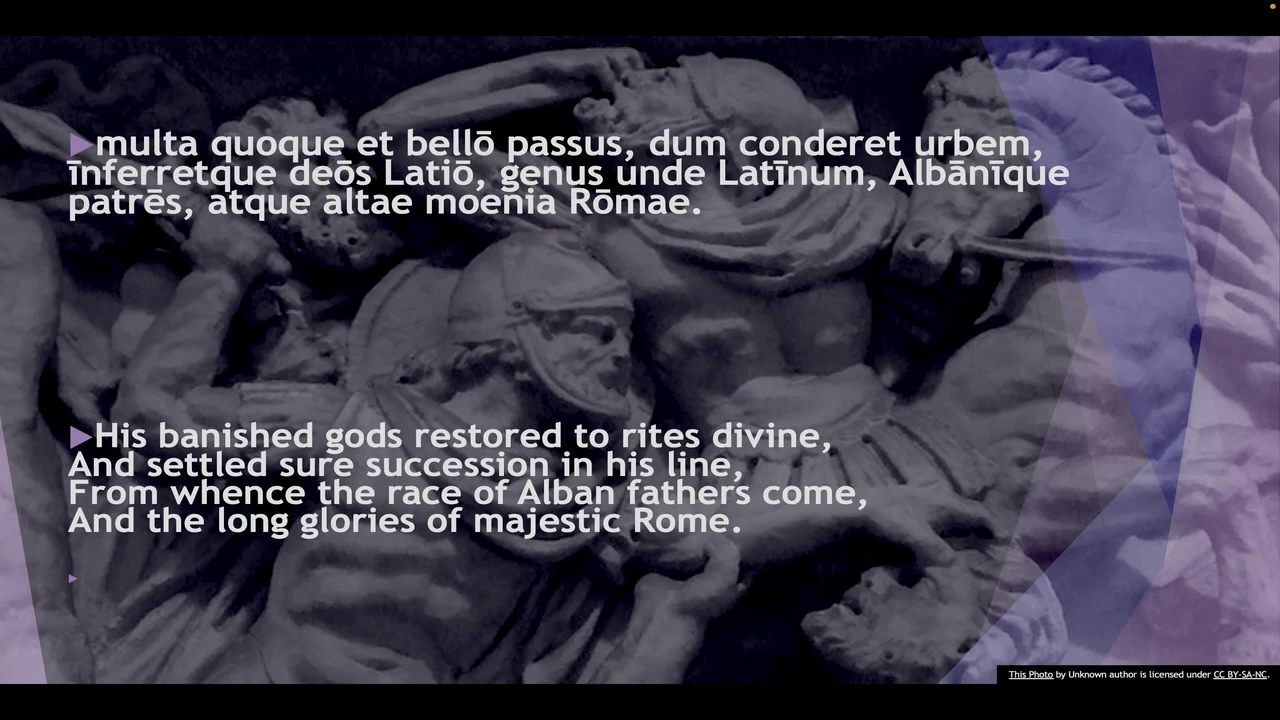 ▶multa quoque et bellō passus, dum conderet urbem,
īnferretque deōs Latiō, genus unde Latīnum, Albānīque
patrēs, atque altae moenia Rōmae.
▶His banished gods restored to rites divine,
And settled sure succession in his line,
From whence the race of Alban fathers come,
And the long glories of majestic Rome.
▶
This Photo by Unknown author is licensed under CC BY-SA-NC.